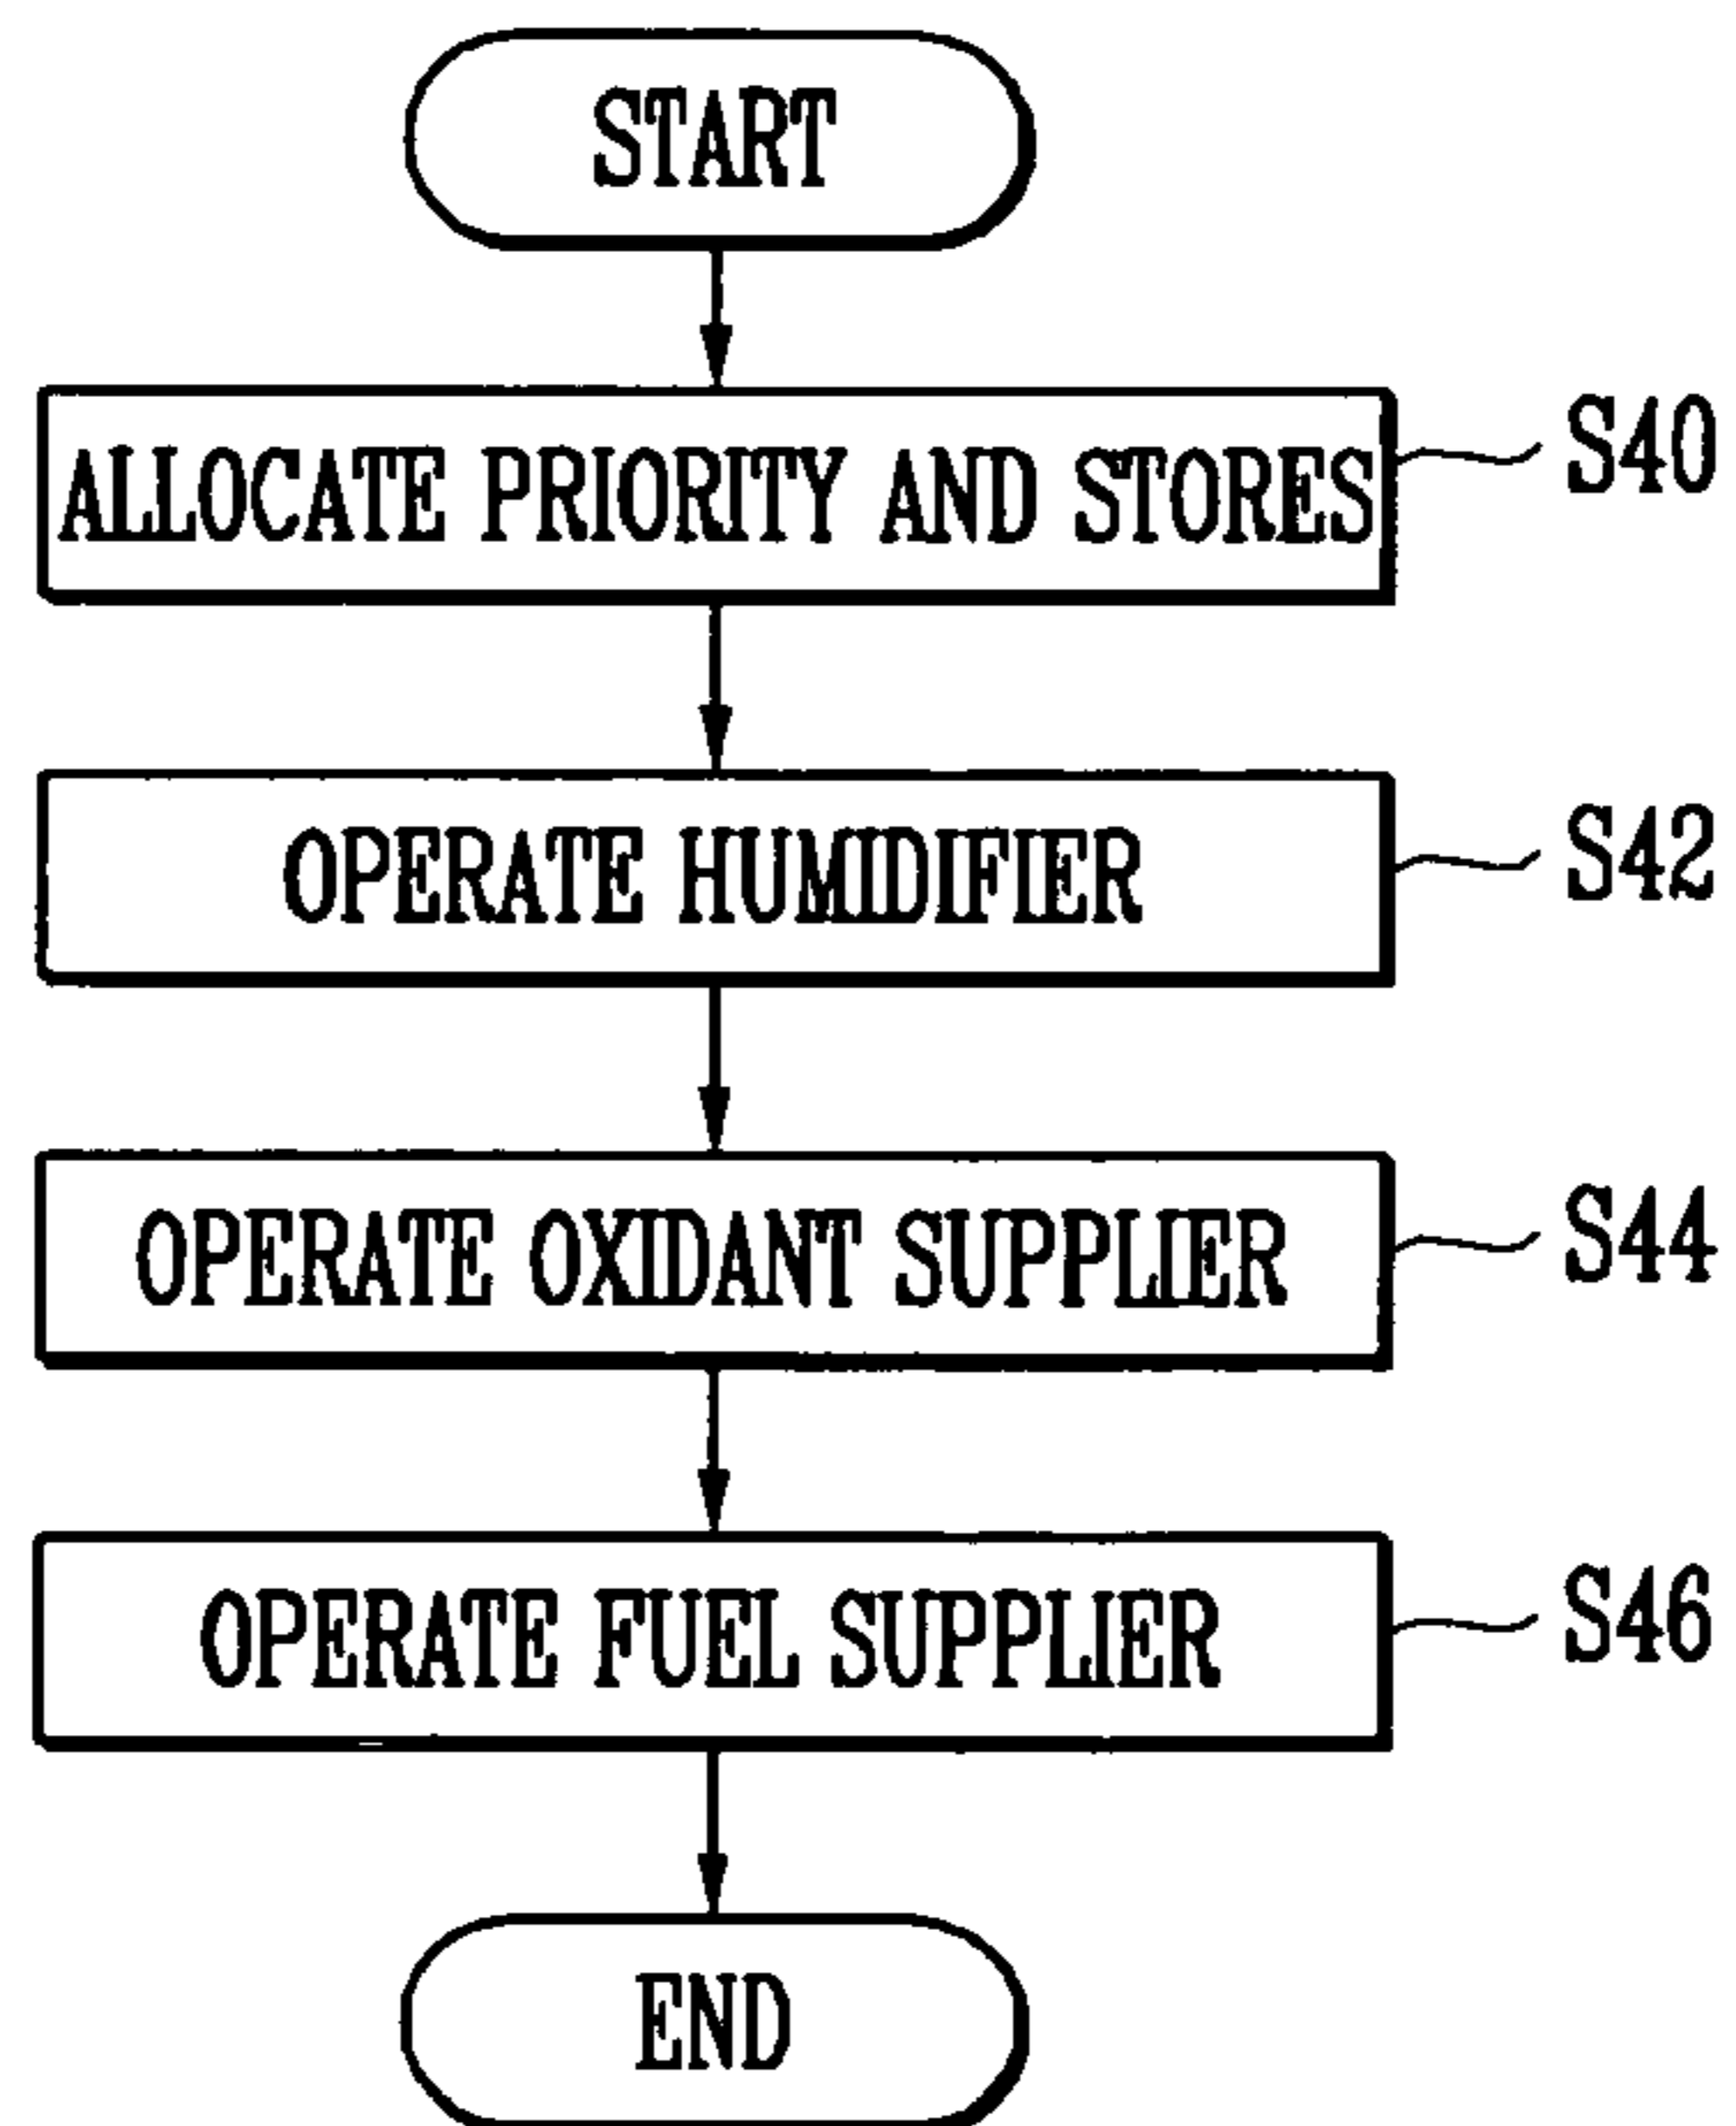 START
ALLOCATE PRIORITY AND STORES
S40
OPERATE HUMIDIFIER
S42
OPERATE OXIDANT SUPPLIER
S44
OPERATE FUEL SUPPLIER
S46
END